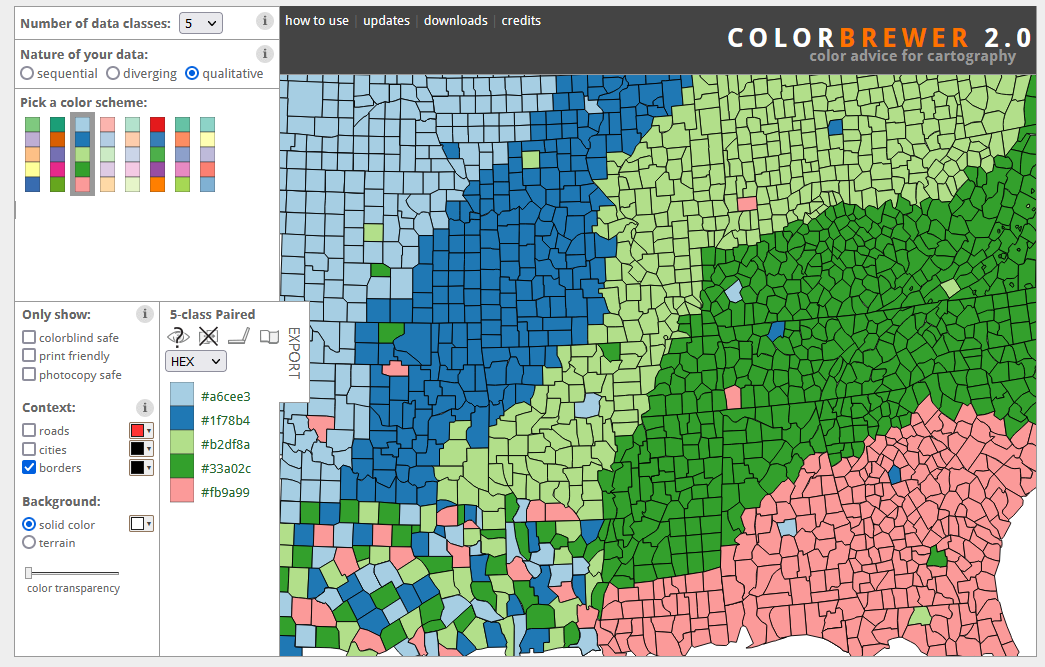 Number of data classes: 5 i
how to use | updates | downloads | credits
COLORBREWER 2.0
color advice for cartography
Nature of your data: i
sequential diverging qualitative
Pick a color scheme:
Only show: i
colorblind safe
print friendly
photocopy safe
Context: i
roads
cities
borders
Background:
solid color
terrain
color transparency
5-class Paired
?
HEX
EXPORT
#a6cee3
#1f78b4
#b2df8a
#33a02c
#fb9a99